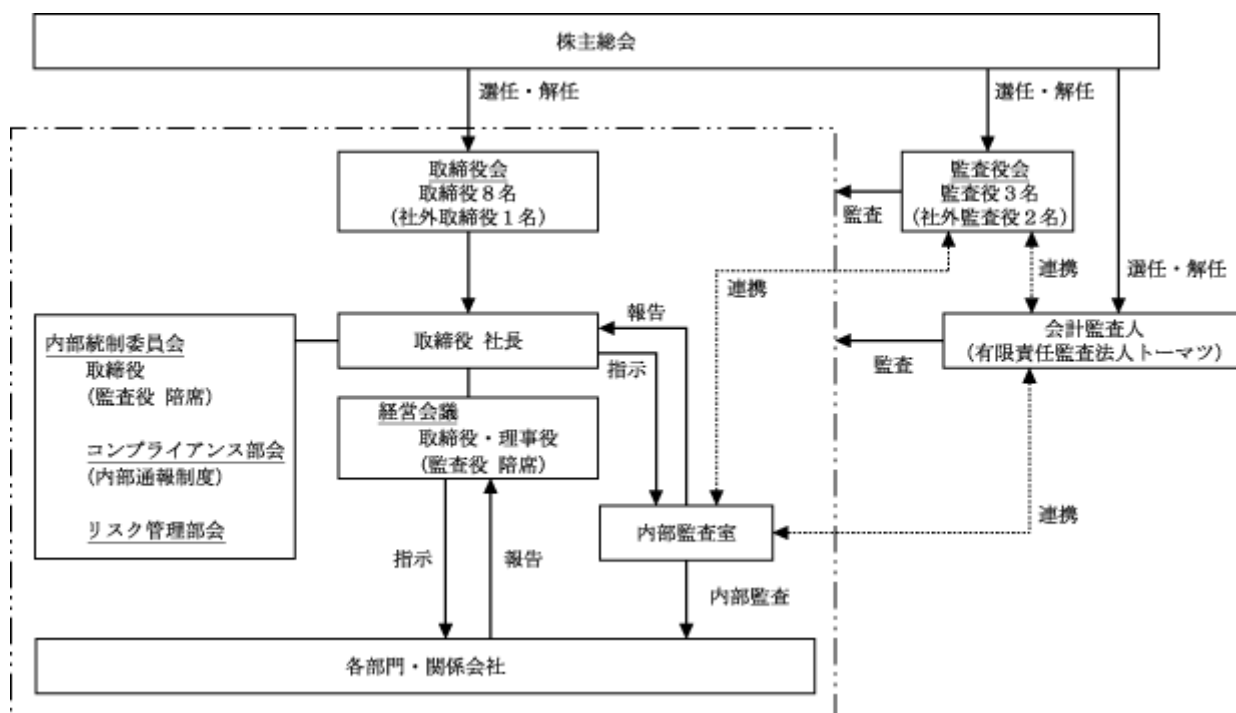 株主総会
選任・解任
選任・解任
取締役会
取締役8名
(社外取締役1名)
監査役会
監査役3名
(社外監査役2名)
監査
連携
連携
選任・解任
報告
内部統制委員会
取締役
(監査役 陪席)
コンプライアンス部会
(内部通報制度)
リスク管理部会
取締役 社長
指示
会計監査人
(有限責任監査法人トーマツ)
監査
経営会議
取締役・理事役
(監査役 陪席)
内部監査室
連携
指示
報告
内部監査
各部門・関係会社